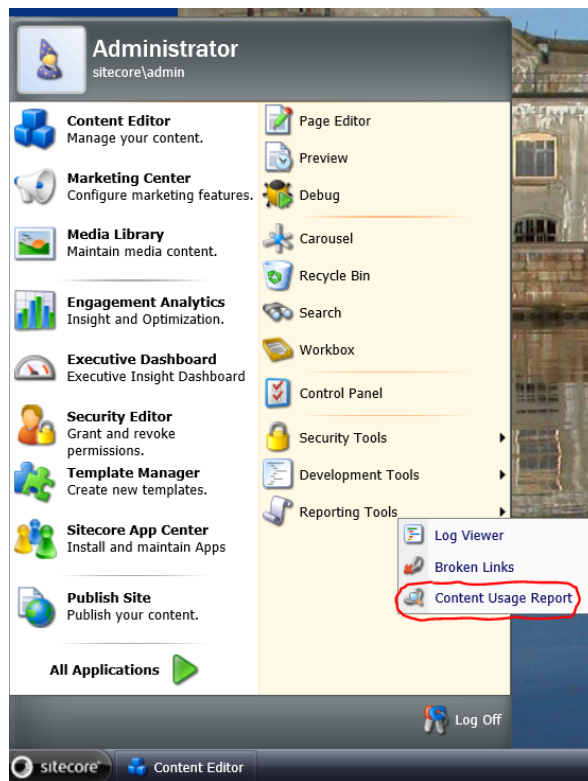 Administrator
sitecore\admin
Content Editor
Manage your content.
Marketing Center
Configure marketing features.
Media Library
Maintain media content.
Engagement Analytics
Insight and Optimization.
Executive Dashboard
Executive Insight Dashboard
Security Editor
Grant and revoke
permissions.
Template Manager
Create new templates.
Sitecore App Center
Install and maintain Apps
Publish Site
Publish your content.
All Applications
Page Editor
Preview
Debug
Carousel
Recycle Bin
Search
Workbox
Control Panel
Security Tools
Development Tools
Reporting Tools
Log Viewer
Broken Links
Content Usage Report
Log Off
sitecore
Content Editor